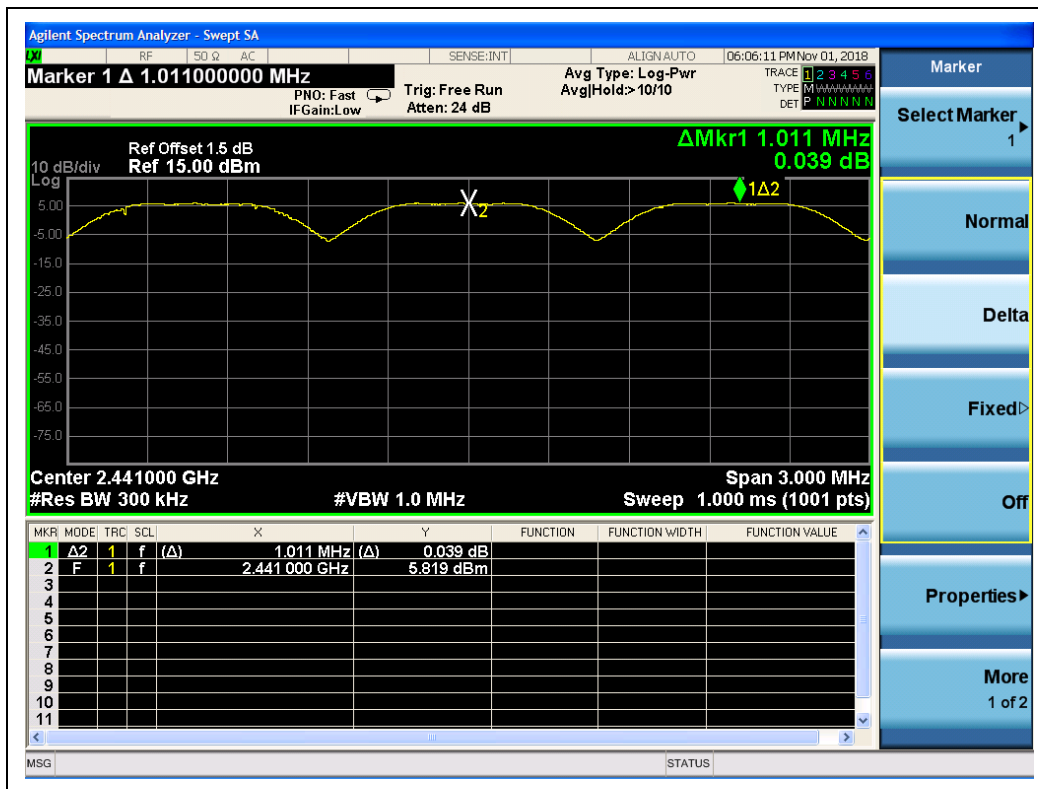 Agilent Spectrum Analyzer - Swept SA
LXI RF 50 Ω AC SENSE:INT ALIGN AUTO 06:06:11 PM Nov 01, 2018
Marker 1 Δ 1.011000000 MHz
PNO: Fast
IFGain:Low
Trig: Free Run
Atten: 24 dB
Avg Type: Log-Pwr
Avg|Hold:> 10/10
TRACE 1 2 3 4 5 6
TYPE M WWWWW
DET P N N N N N
Ref Offset 1.5 dB
10 dB/div Ref 15.00 dBm
Log
ΔMkr1 1.011 MHz
0.039 dB
1Δ2
X2
5.00
-5.00
-15.0
-25.0
-35.0
-45.0
-55.0
-65.0
-75.0
Center 2.441000 GHz Span 3.000 MHz
#Res BW 300 kHz #VBW 1.0 MHz Sweep 1.000 ms (1001 pts)
MKR MODE TRC SCL X Y FUNCTION FUNCTION WIDTH FUNCTION VALUE
1 Δ2 1 f (Δ) 1.011 MHz (Δ) 0.039 dB
2 F 1 f 2.441 000 GHz 5.819 dBm
3
4
5
6
7
8
9
10
11
MSG STATUS
Marker
Select Marker
1
Normal
Delta
Fixed
Off
Properties
More
1 of 2